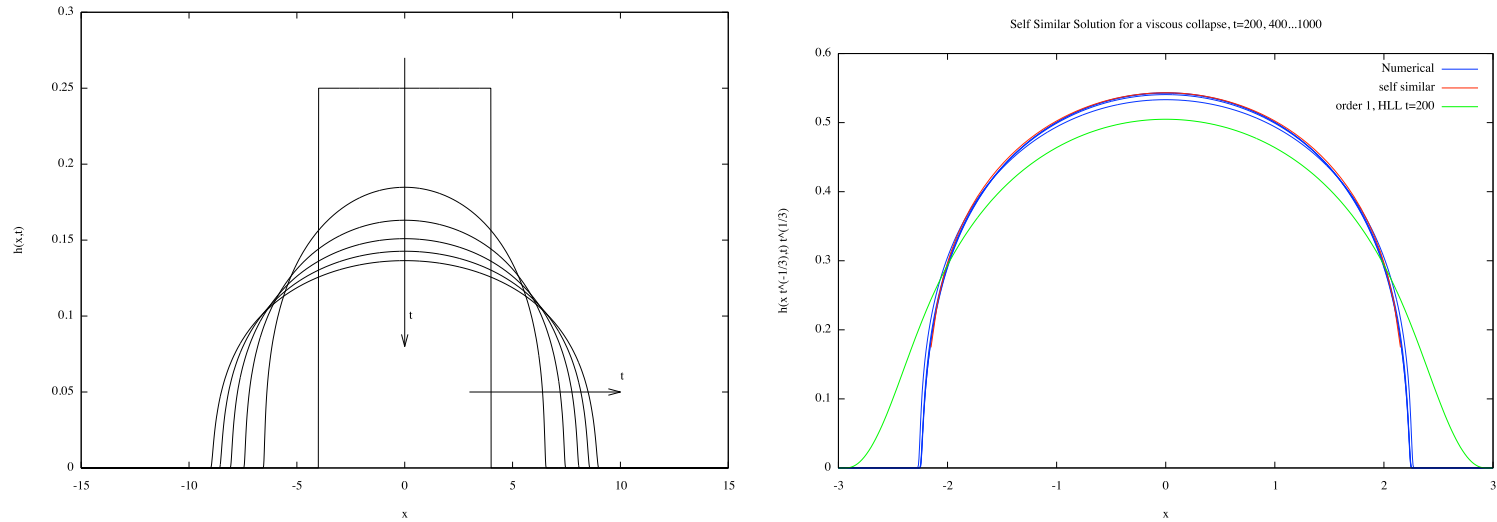 0.3
0.25
0.2
0.15
0.1
0.05
0
h(x,t)
t
t
-15
-10
-5
0
5
10
15
x
Self Similar Solution for a viscous collapse, t=200, 400...1000
Numerical
self similar
order 1, HLL t=200
0.6
0.5
0.4
0.3
0.2
0.1
0
h(x t^(-1/3),t) t^(1/3)
-3
-2
-1
0
1
2
3
x